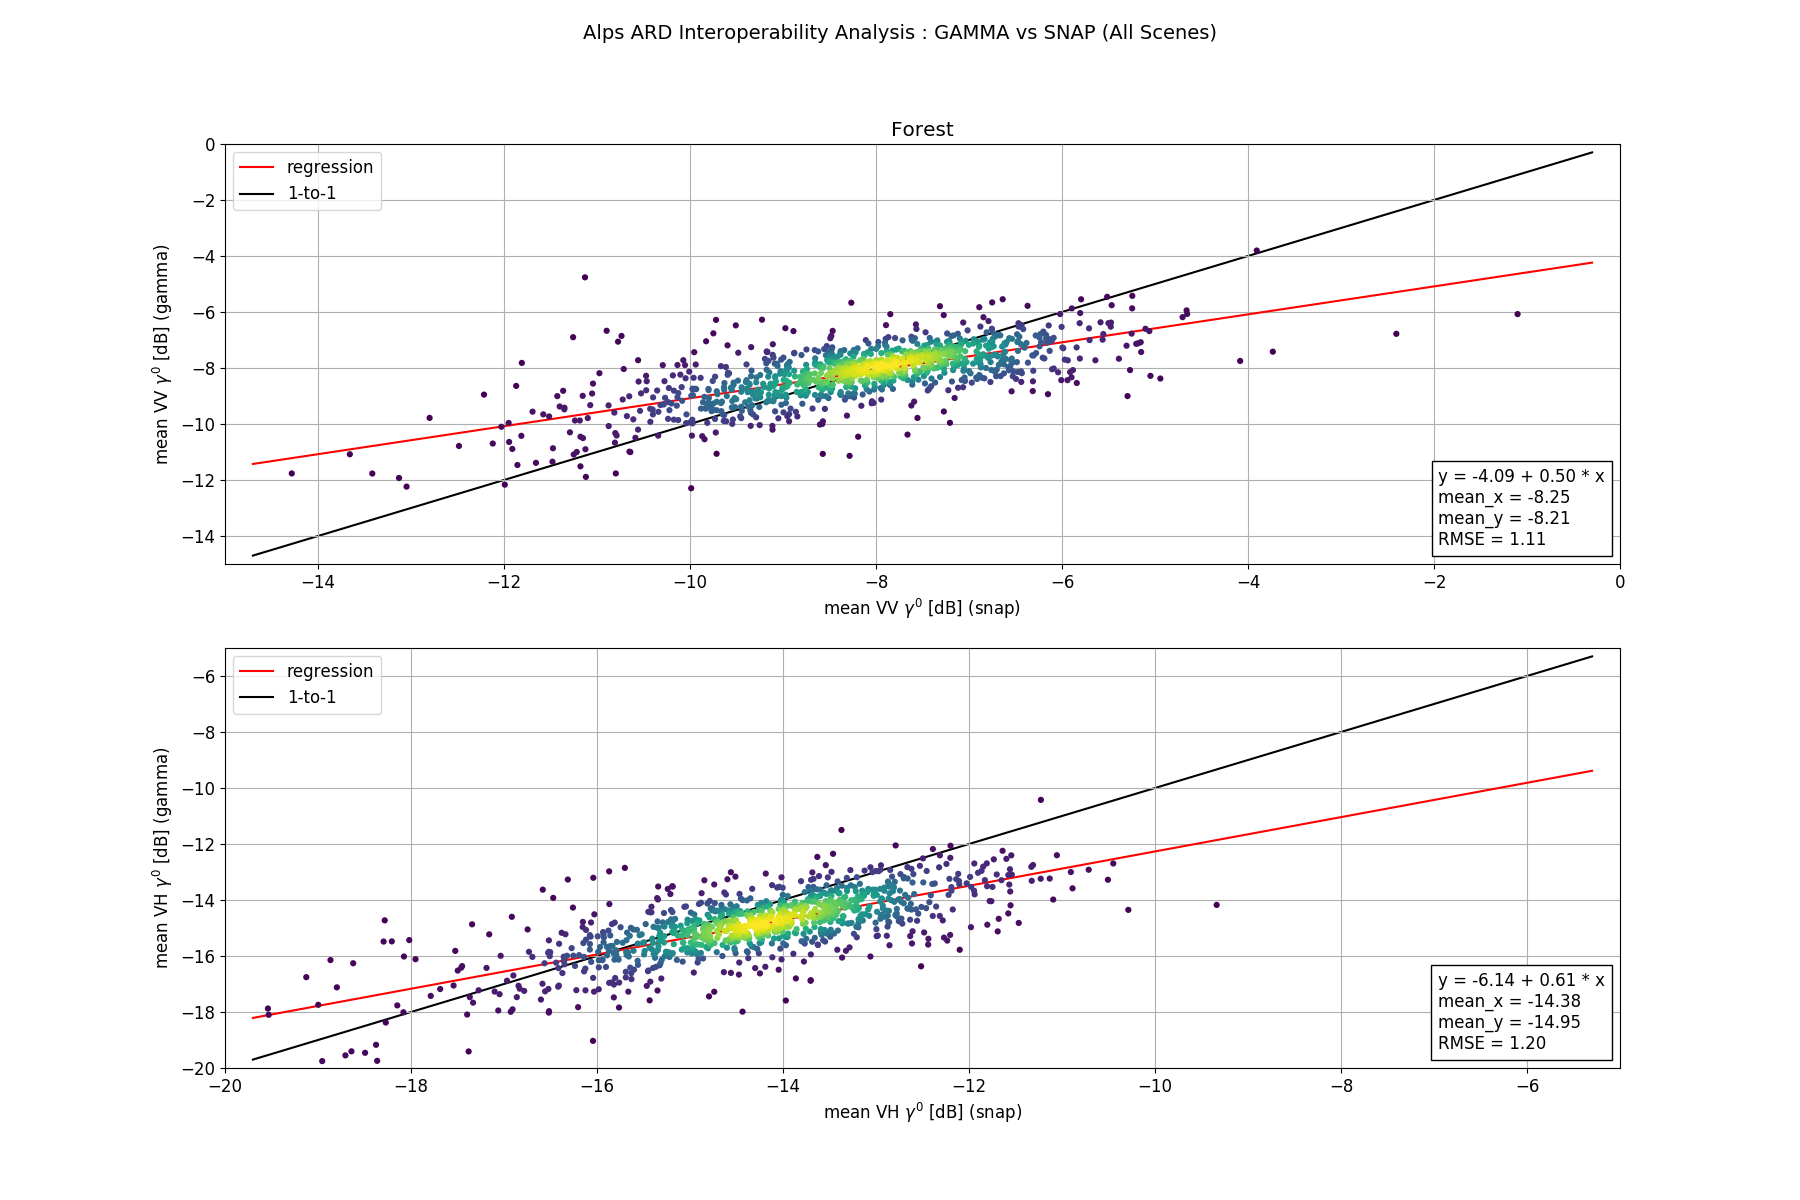 Alps ARD Interoperability Analysis : GAMMA vs SNAP (All Scenes)
Forest
regression
1-to-1
0
−2
−4
−6
−8
−10
−12
−14
mean VV γ⁰ [dB] (gamma)
y = -4.09 + 0.50 * x
mean_x = -8.25
mean_y = -8.21
RMSE = 1.11
−14 −12 −10 −8 −6 −4 −2 0
mean VV γ⁰ [dB] (snap)
regression
1-to-1
−6
−8
−10
−12
−14
−16
−18
−20
mean VH γ⁰ [dB] (gamma)
y = -6.14 + 0.61 * x
mean_x = -14.38
mean_y = -14.95
RMSE = 1.20
−20 −18 −16 −14 −12 −10 −8 −6
mean VH γ⁰ [dB] (snap)